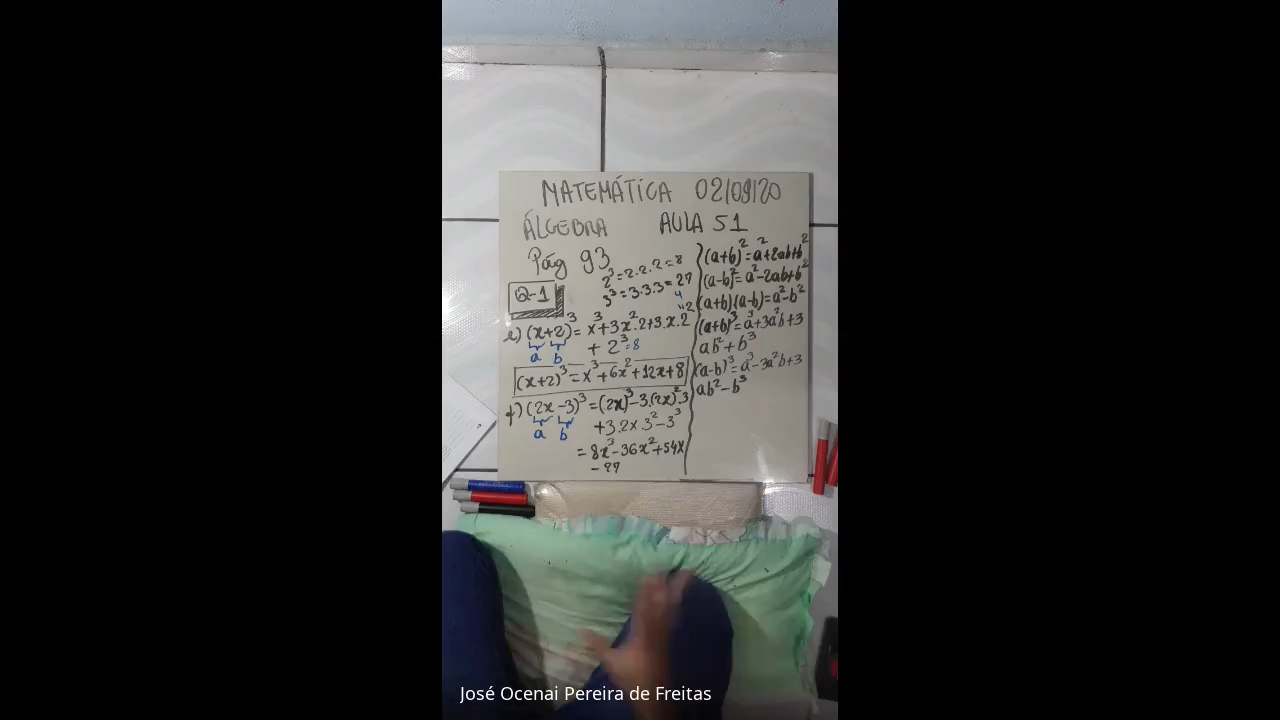 MATEMÁTICA 02/09/20
ÁLGEBRA AULA 51
Pág 93
2³=2.2.2=8
3³=3.3.3=27
Q-1
4
e) (x+2)³= x³+3x².2+3.x.2²
a b + 2³=8
(x+2)³=x³+6x²+12x+8
f) (2x-3)³=(2x)³-3.(2x)².3
a b +3.2x 3²-3³
= 8x³-36x²+54x
-27
(a+b)²=a²+2ab+b²
(a-b)²=a²-2ab+b²
(a+b).(a-b)=a²-b²
(a+b)³=a³+3a²b+3
ab²+b³
(a-b)³=a³-3a²b+3
ab²-b³
José Ocenai Pereira de Freitas